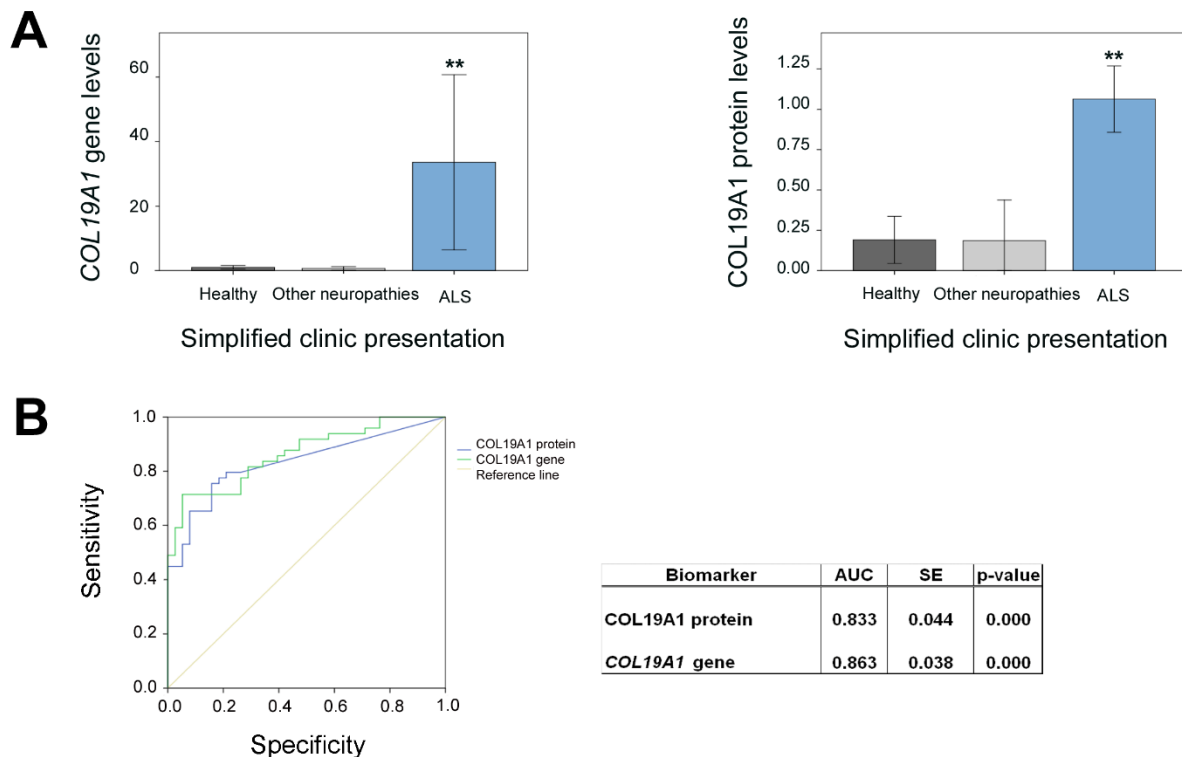 A
COL19A1 gene levels
60
40
20
0
**
Healthy
Other neuropathies
ALS
Simplified clinic presentation
COL19A1 protein levels
1.25
1.00
0.75
0.50
0.25
0.00
**
Healthy
Other neuropathies
ALS
Simplified clinic presentation
B
Sensitivity
1.0
0.8
0.6
0.4
0.2
0.0
0.0 0.2 0.4 0.6 0.8 1.0
Specificity
COL19A1 protein
COL19A1 gene
Reference line
Biomarker AUC SE p-value
COL19A1 protein 0.833 0.044 0.000
COL19A1 gene 0.863 0.038 0.000